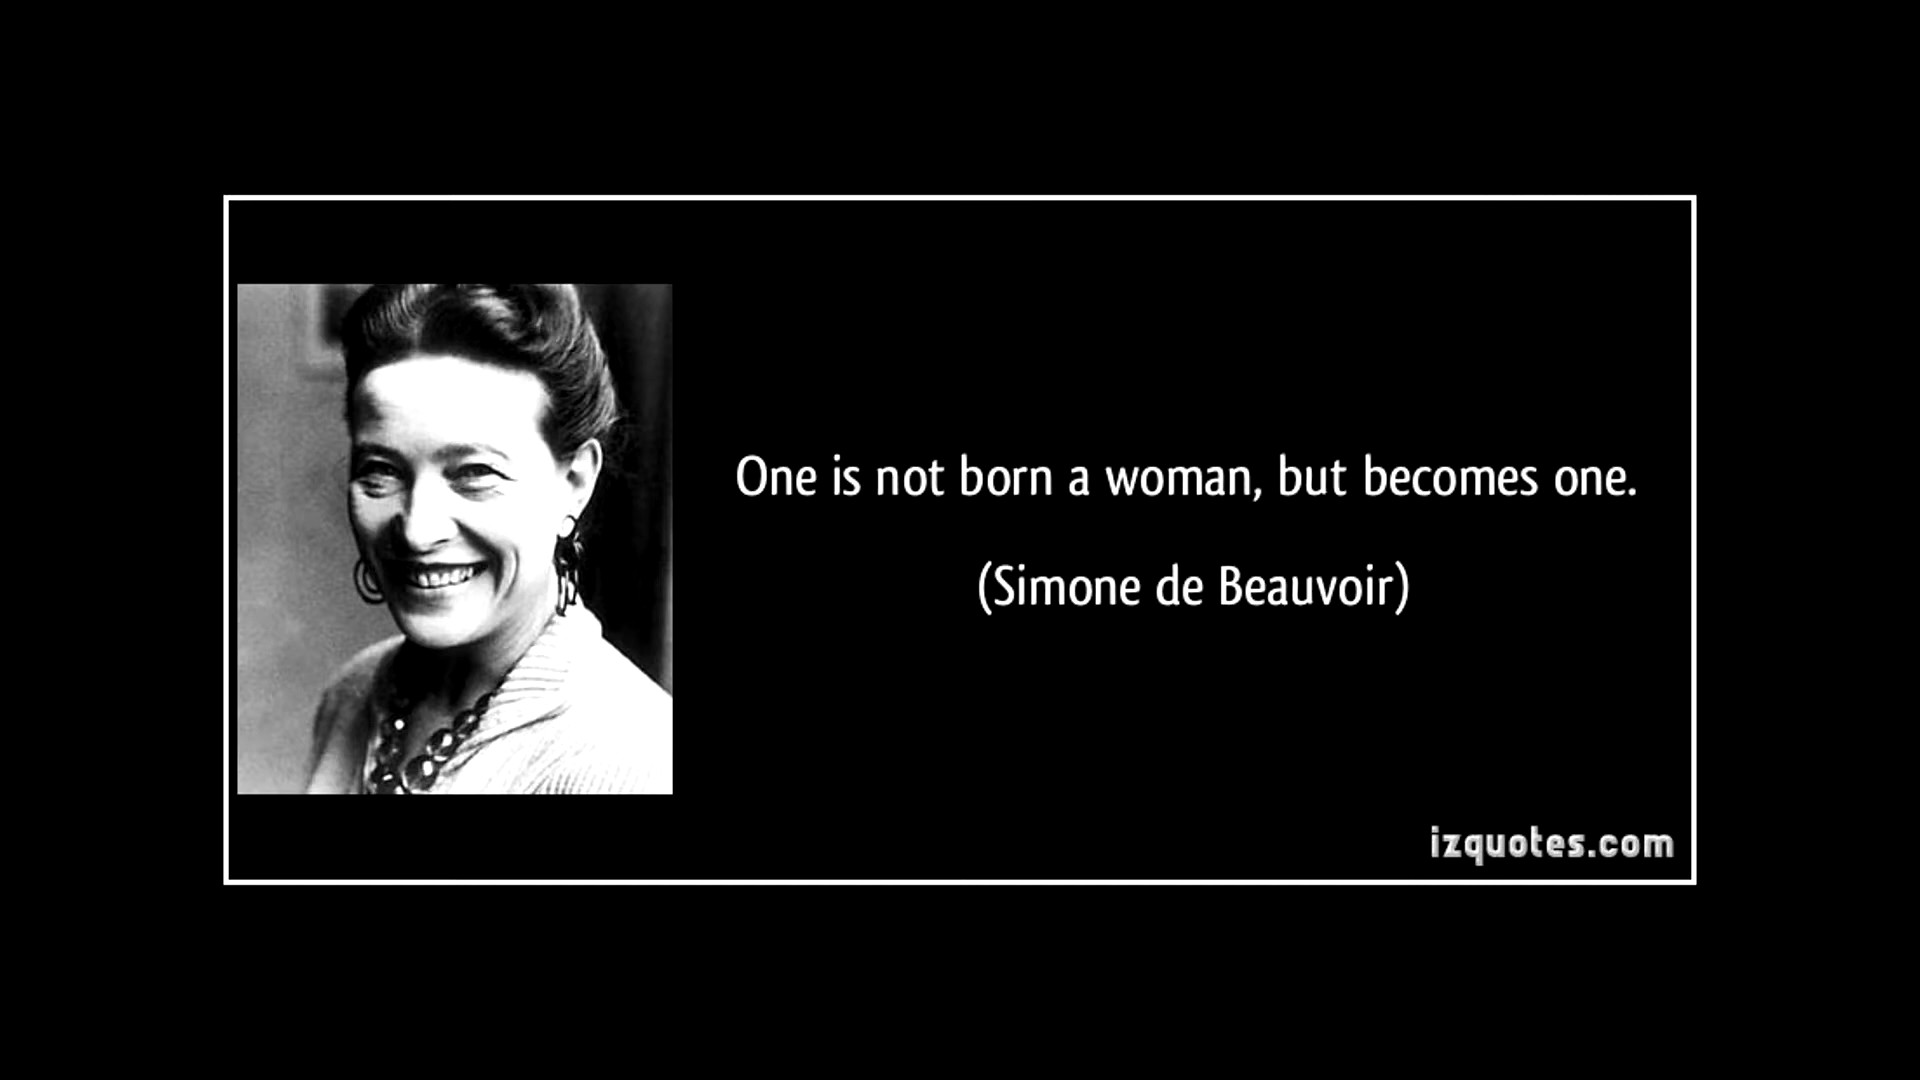 One is not born a woman, but becomes one.
(Simone de Beauvoir)
izquotes.com